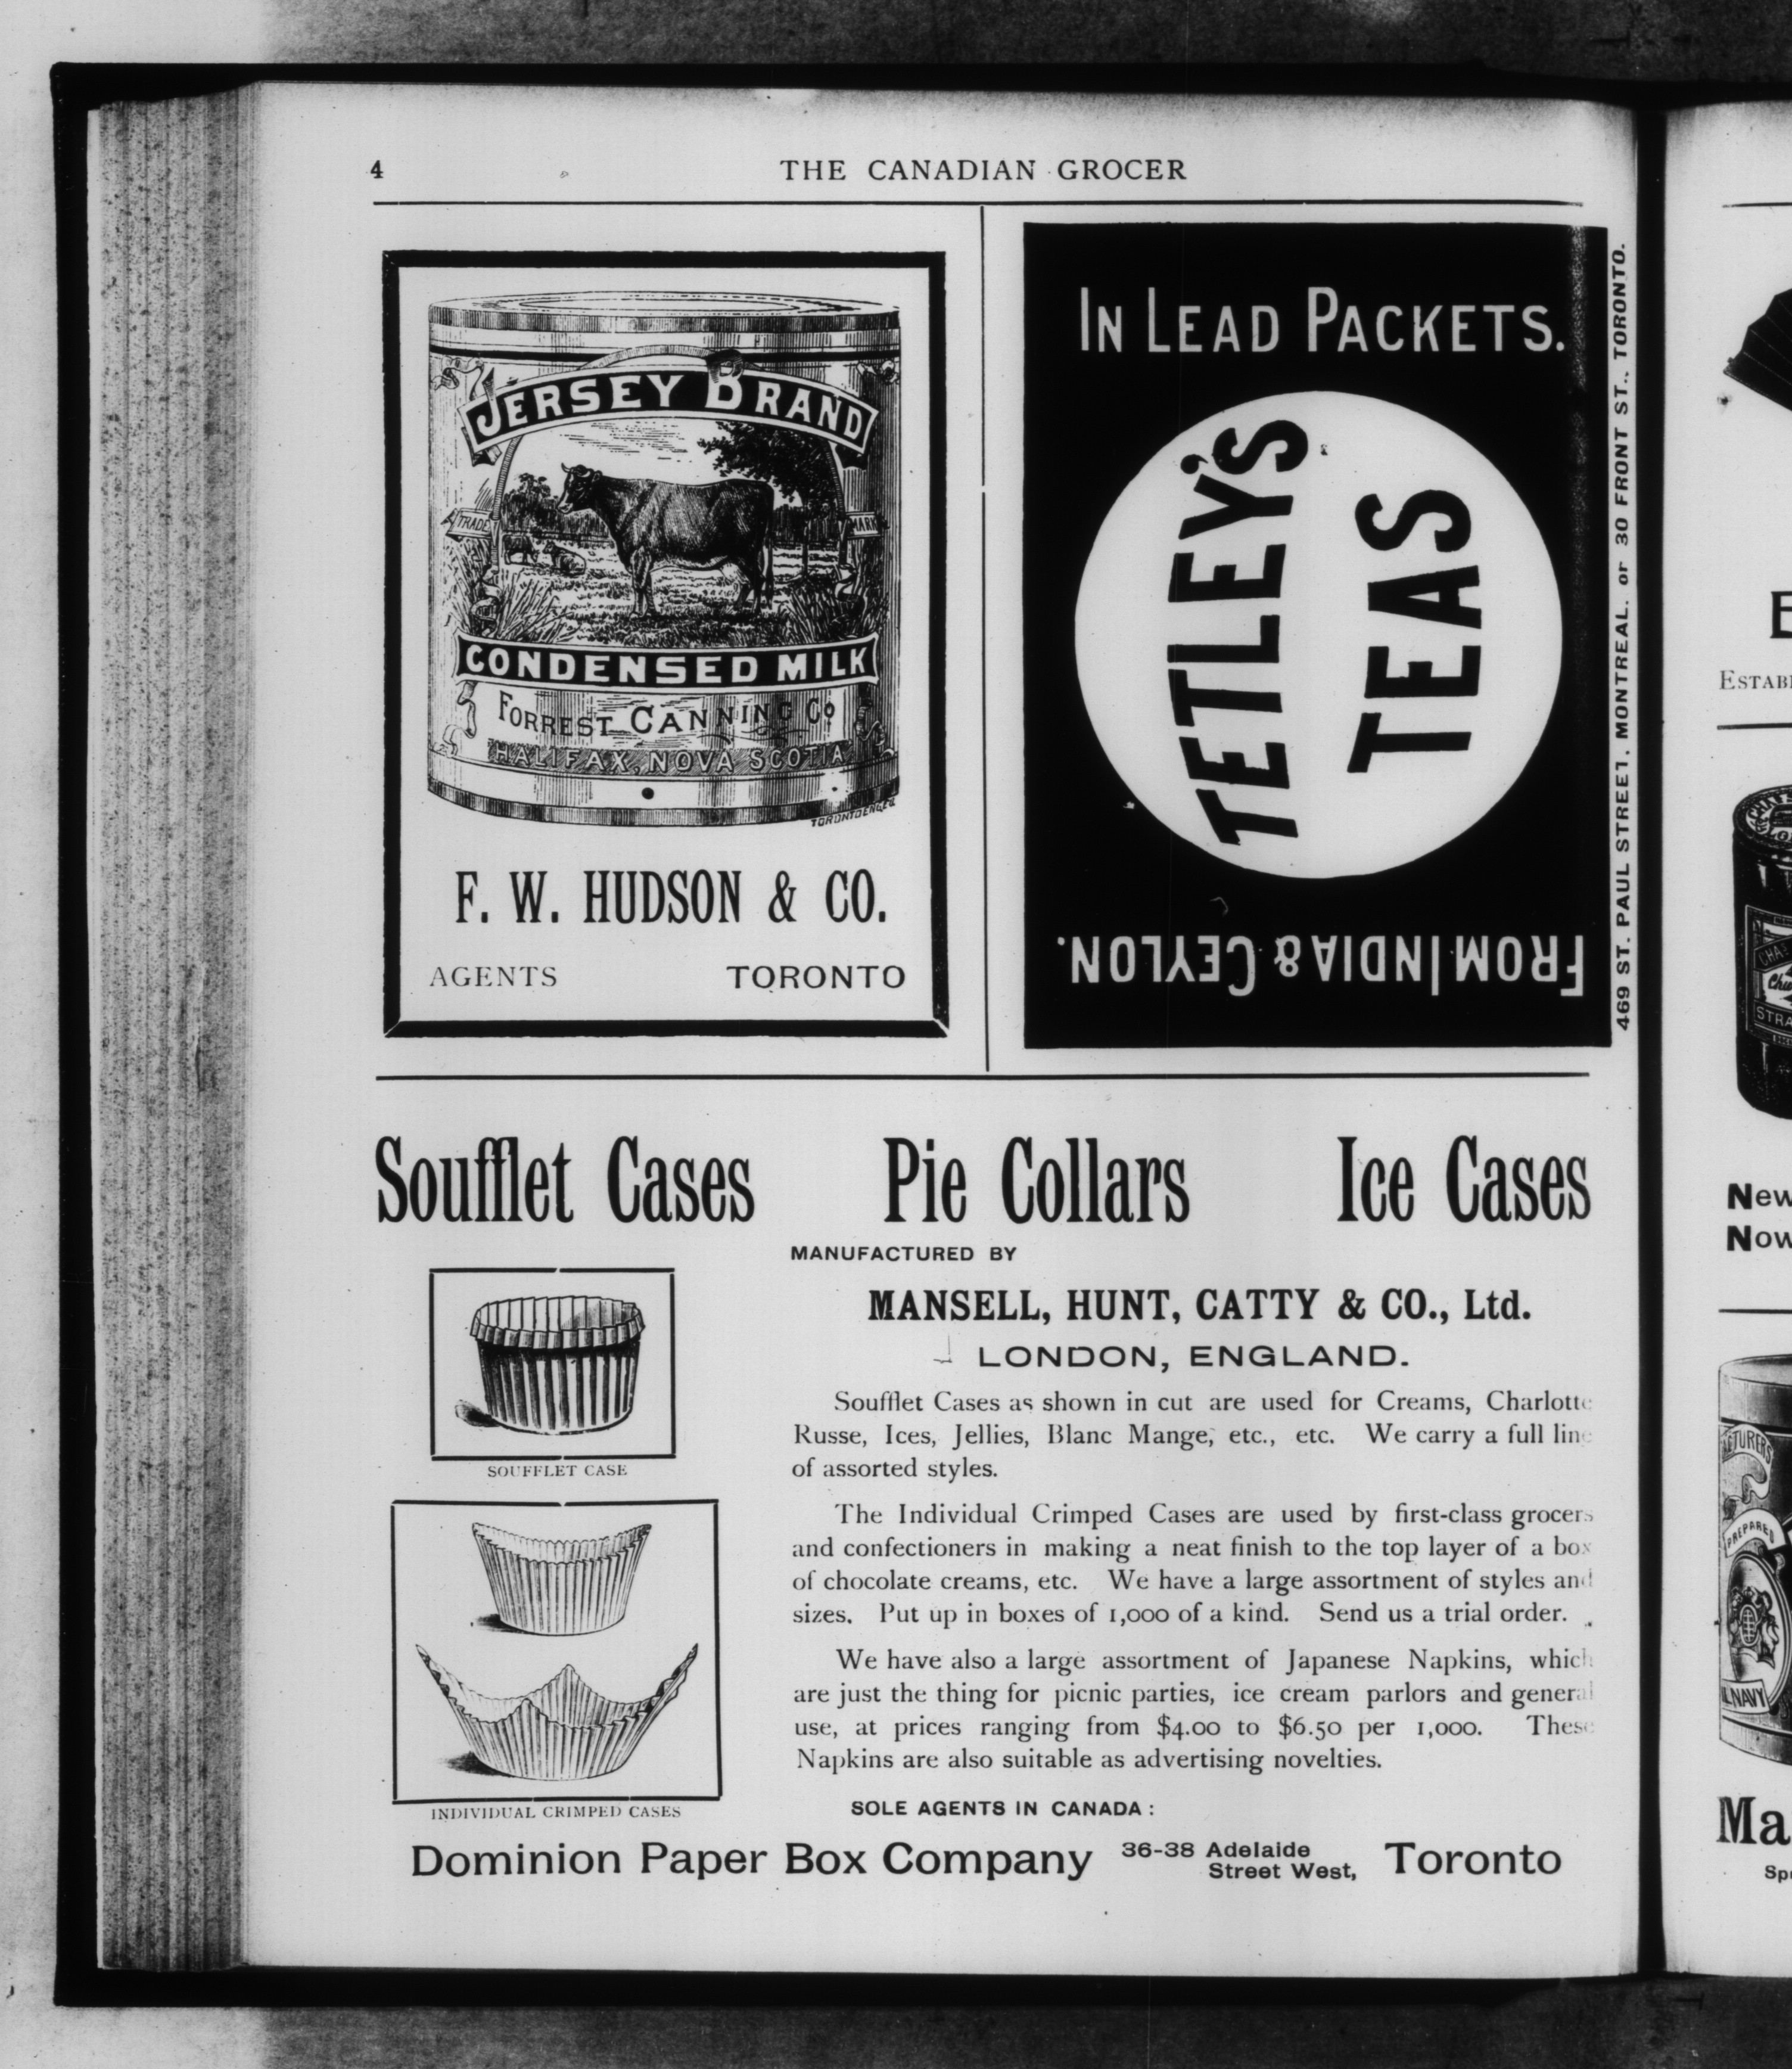 4
THE CANADIAN GROCER
JERSEY BRAND
TRADE MARK
CONDENSED MILK
FORREST CANNING CO
HALIFAX, NOVA SCOTIA
TORONTO ENG. CO
F. W. HUDSON & CO.
AGENTS TORONTO
IN LEAD PACKETS.
TETLEY'S
TEAS
FROM INDIA & CEYLON.
469 ST. PAUL STREET, MONTREAL. or 30 FRONT ST., TORONTO.
Soufflet Cases Pie Collars Ice Cases
MANUFACTURED BY
MANSELL, HUNT, CATTY & CO., Ltd.
LONDON, ENGLAND.
SOUFFLET CASE
Soufflet Cases as shown in cut are used for Creams, Charlotte
Russe, Ices, Jellies, Blanc Mange, etc., etc. We carry a full line
of assorted styles.
The Individual Crimped Cases are used by first-class grocers
and confectioners in making a neat finish to the top layer of a box
of chocolate creams, etc. We have a large assortment of styles and
sizes. Put up in boxes of 1,000 of a kind. Send us a trial order.
We have also a large assortment of Japanese Napkins, which
are just the thing for picnic parties, ice cream parlors and general
use, at prices ranging from $4.00 to $6.50 per 1,000. These
Napkins are also suitable as advertising novelties.
INDIVIDUAL CRIMPED CASES
SOLE AGENTS IN CANADA:
Dominion Paper Box Company 36-38 Adelaide Street West, Toronto
PREPARED